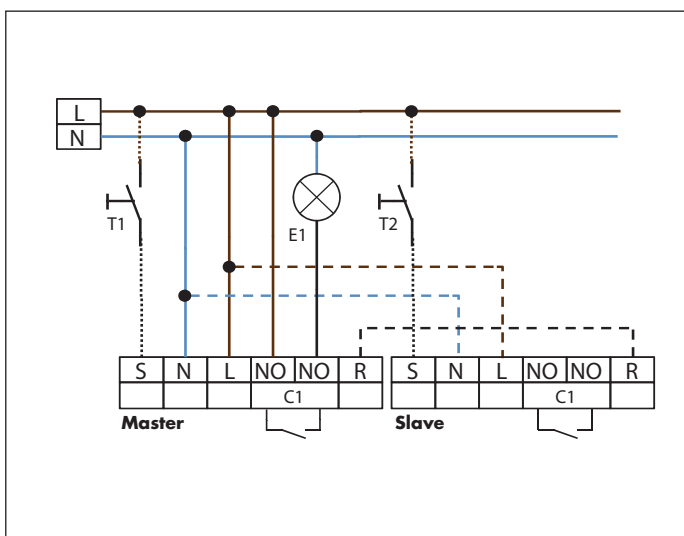 L
N
T1
E1
T2
S N L NO NO R
C1
Master
S N L NO NO R
C1
Slave